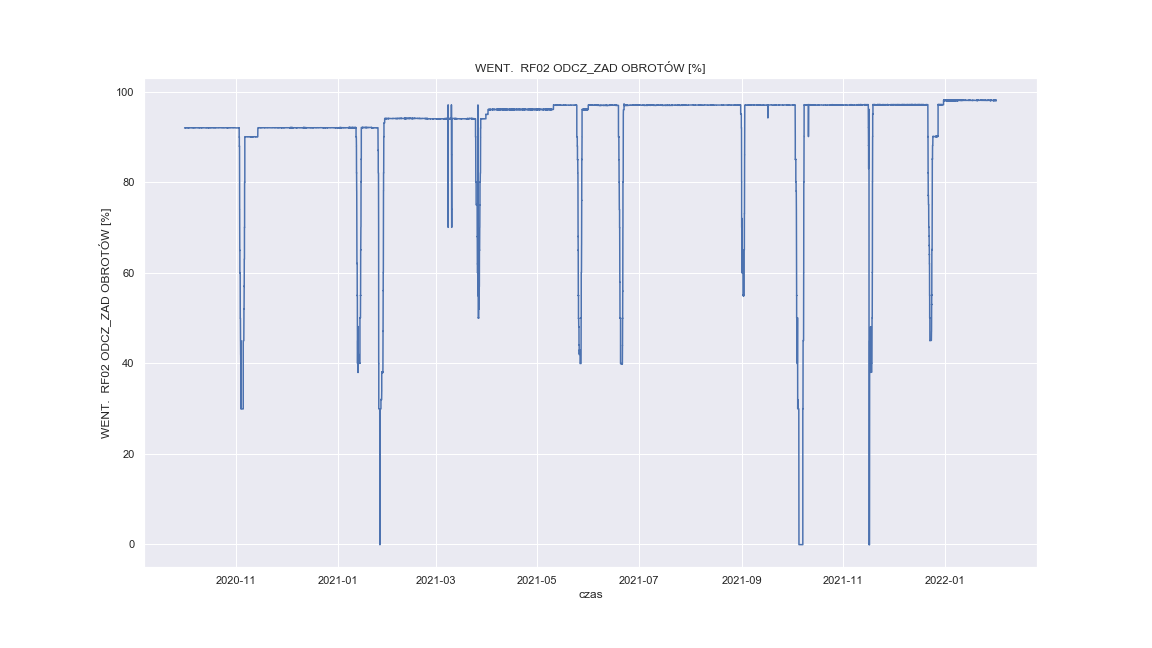 WENT.  RF02 ODCZ_ZAD OBROTÓW [%]
WENT.  RF02 ODCZ_ZAD OBROTÓW [%]
100
80
60
40
20
0
2020-11 2021-01 2021-03 2021-05 2021-07 2021-09 2021-11 2022-01
czas